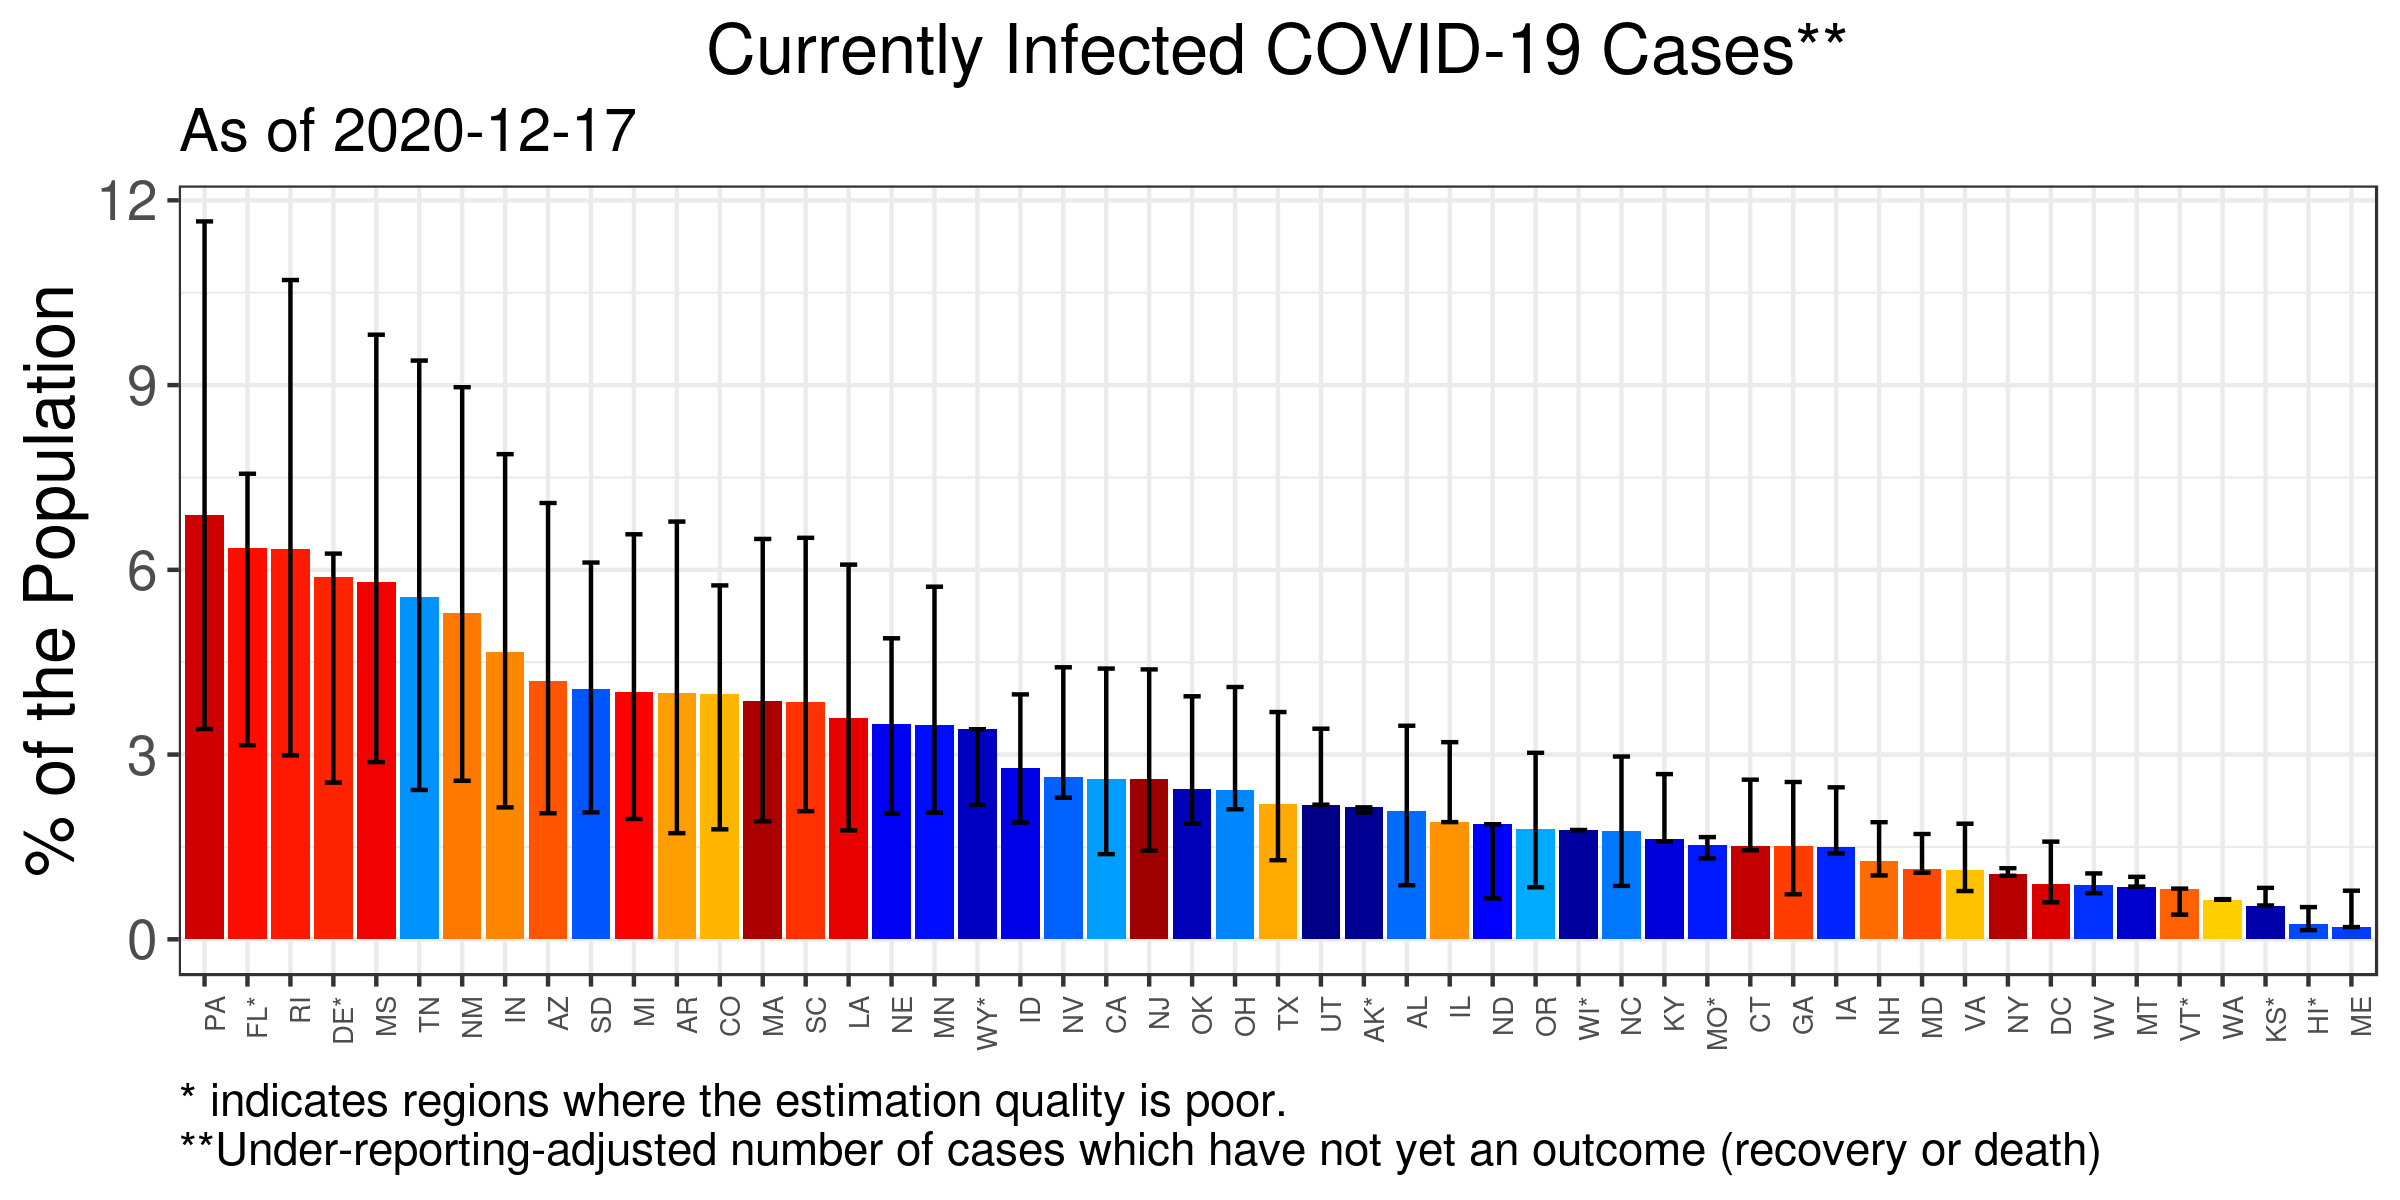 Currently Infected COVID-19 Cases**
As of 2020-12-17
% of the Population
12
9
6
3
0
PA FL* RI DE* MS TN NM IN AZ SD MI AR CO MA SC LA NE MN WY* ID NV CA NJ OK OH TX UT AK* AL IL ND OR WI* NC KY MO* CT GA IA NH MD VA NY DC WV MT VT* WA KS* HI* ME
* indicates regions where the estimation quality is poor.
**Under-reporting-adjusted number of cases which have not yet an outcome (recovery or death)